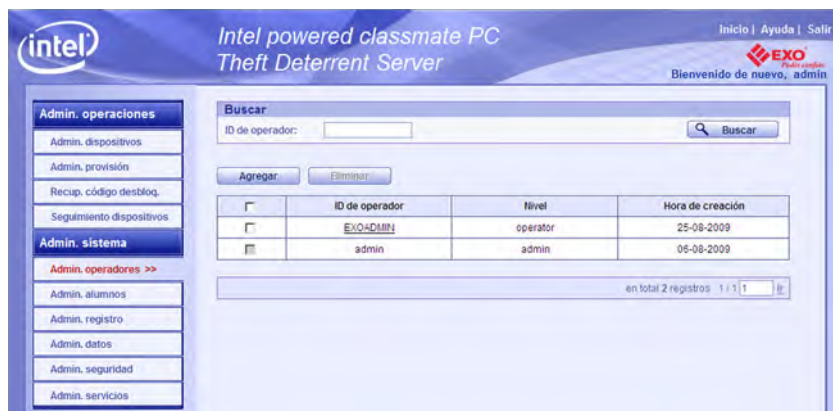 intel
Intel powered classmate PC
Theft Deterrent Server
Inicio | Ayuda | Salir
EXO
Bienvenido de nuevo, admin
Admin. operaciones
Admin. dispositivos
Admin. provisión
Recup. código desbloq.
Seguimiento dispositivos
Admin. sistema
Admin. operadores >>
Admin. alumnos
Admin. registro
Admin. datos
Admin. seguridad
Admin. servicios
Buscar
ID de operador:
Buscar
Agregar Eliminar
ID de operador Nivel Hora de creación
EXOADMIN operator 25-08-2009
admin admin 06-08-2009
en total 2 registros 1 / 1 1 Ir